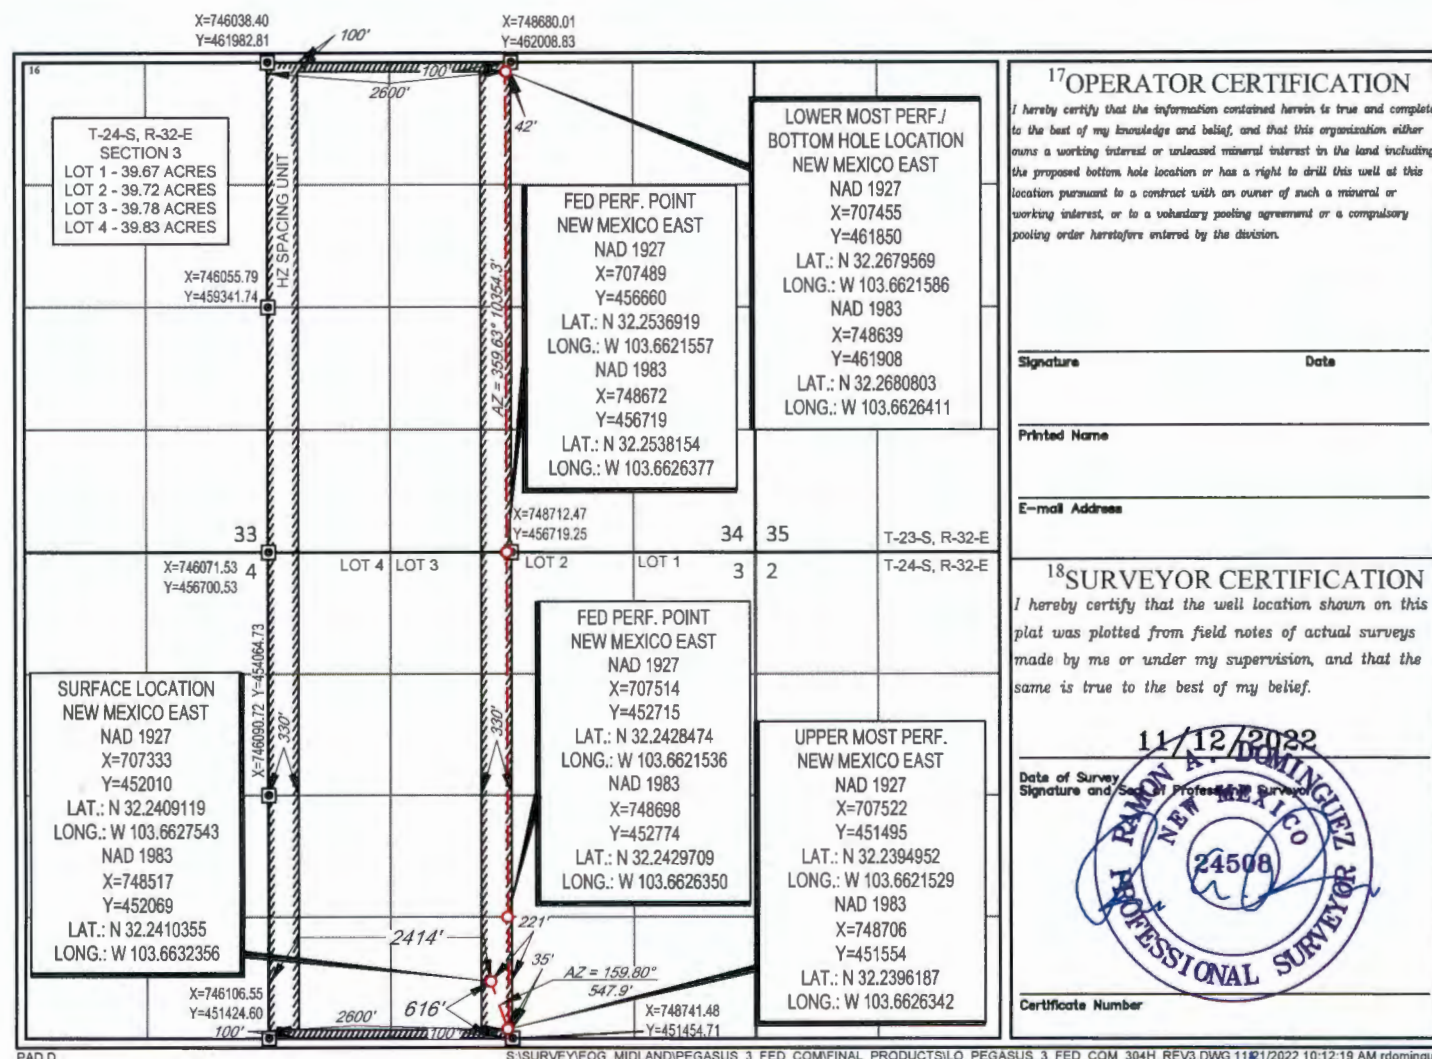 X=746038.40
Y=461982.81
100'
X=748680.01
Y=462008.83
16
100'
2600'
42'
T-24-S, R-32-E
SECTION 3
LOT 1 - 39.67 ACRES
LOT 2 - 39.72 ACRES
LOT 3 - 39.78 ACRES
LOT 4 - 39.83 ACRES
HZ SPACING UNIT
X=746055.79
Y=459341.74
AZ = 359.63° 10354.3'
FED PERF. POINT
NEW MEXICO EAST
NAD 1927
X=707489
Y=456660
LAT.: N 32.2536919
LONG.: W 103.6621557
NAD 1983
X=748672
Y=456719
LAT.: N 32.2538154
LONG.: W 103.6626377
LOWER MOST PERF./
BOTTOM HOLE LOCATION
NEW MEXICO EAST
NAD 1927
X=707455
Y=461850
LAT.: N 32.2679569
LONG.: W 103.6621586
NAD 1983
X=748639
Y=461908
LAT.: N 32.2680803
LONG.: W 103.6626411
X=748712.47
Y=456719.25
33
34
35
T-23-S, R-32-E
X=746071.53
Y=456700.53
4
LOT 4
LOT 3
LOT 2
LOT 1
3
2
T-24-S, R-32-E
X=746090.72 Y=454064.73
330'
330'
SURFACE LOCATION
NEW MEXICO EAST
NAD 1927
X=707333
Y=452010
LAT.: N 32.2409119
LONG.: W 103.6627543
NAD 1983
X=748517
Y=452069
LAT.: N 32.2410355
LONG.: W 103.6632356
FED PERF. POINT
NEW MEXICO EAST
NAD 1927
X=707514
Y=452715
LAT.: N 32.2428474
LONG.: W 103.6621536
NAD 1983
X=748698
Y=452774
LAT.: N 32.2429709
LONG.: W 103.6626350
UPPER MOST PERF.
NEW MEXICO EAST
NAD 1927
X=707522
Y=451495
LAT.: N 32.2394952
LONG.: W 103.6621529
NAD 1983
X=748706
Y=451554
LAT.: N 32.2396187
LONG.: W 103.6626342
2414'
221'
35'
AZ = 159.80°
547.9'
616'
X=746106.55
Y=451424.60
100'
2600'
100'
X=748741.48
Y=451454.71
17 OPERATOR CERTIFICATION
I hereby certify that the information contained herein is true and complete
to the best of my knowledge and belief, and that this organization either
owns a working interest or unleased mineral interest in the land including
the proposed bottom hole location or has a right to drill this well at this
location pursuant to a contract with an owner of such a mineral or
working interest, or to a voluntary pooling agreement or a compulsory
pooling order heretofore entered by the division.
Signature Date
Printed Name
E-mail Address
18 SURVEYOR CERTIFICATION
I hereby certify that the well location shown on this
plat was plotted from field notes of actual surveys
made by me or under my supervision, and that the
same is true to the best of my belief.
11/12/2022
Date of Survey
Signature and Seal of Professional Surveyor
RAMON A. DOMINGUEZ
NEW MEXICO
24508
PROFESSIONAL SURVEYOR
Certificate Number